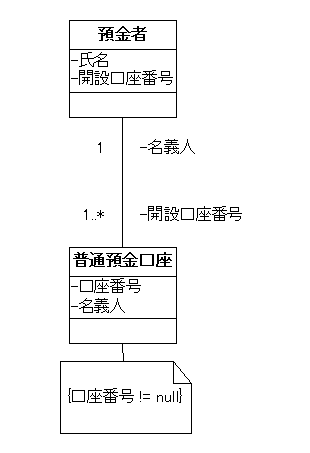 預金者
-氏名
-開設口座番号
1 -名義人
1..* -開設口座番号
普通預金口座
-口座番号
-名義人
{口座番号 != null}